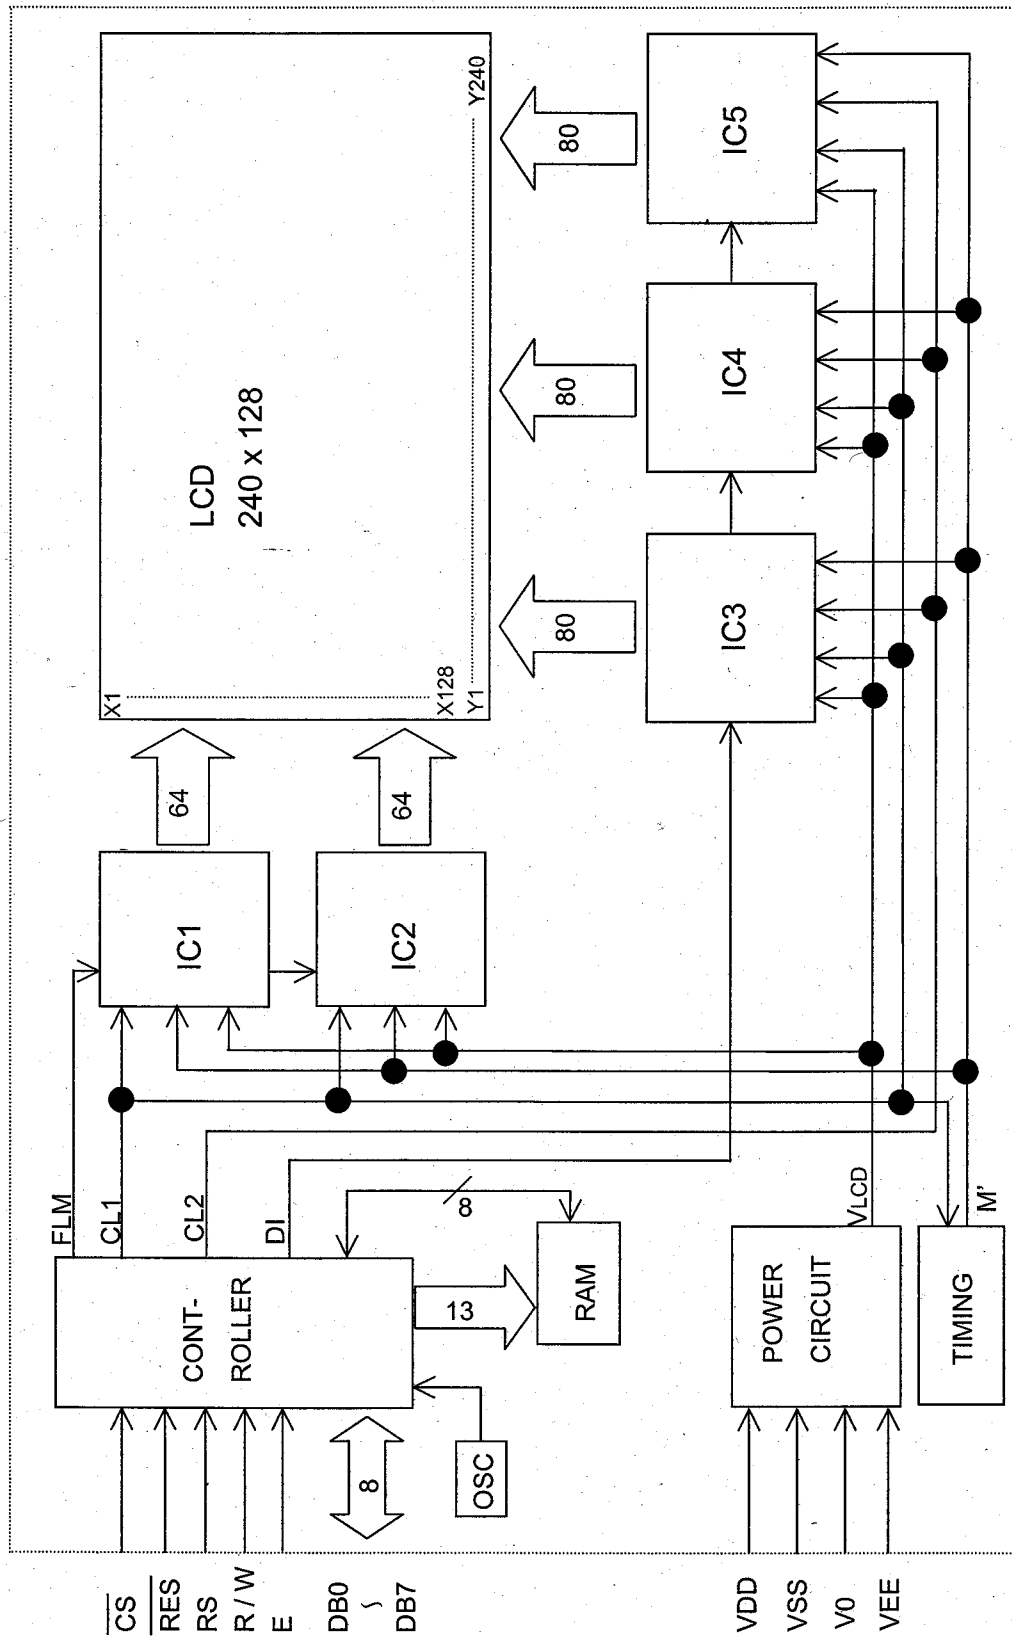 CS
RES
RS
R / W
E
DB0
~
DB7
VDD
VSS
V0
VEE
CONT-
ROLLER
8
OSC
FLM
CL1
CL2
DI
8
13
RAM
POWER
CIRCUIT
VLCD
TIMING
M'
IC1
IC2
64
64
LCD
240 x 128
X1
X128
Y1
Y240
80
80
80
IC3
IC4
IC5